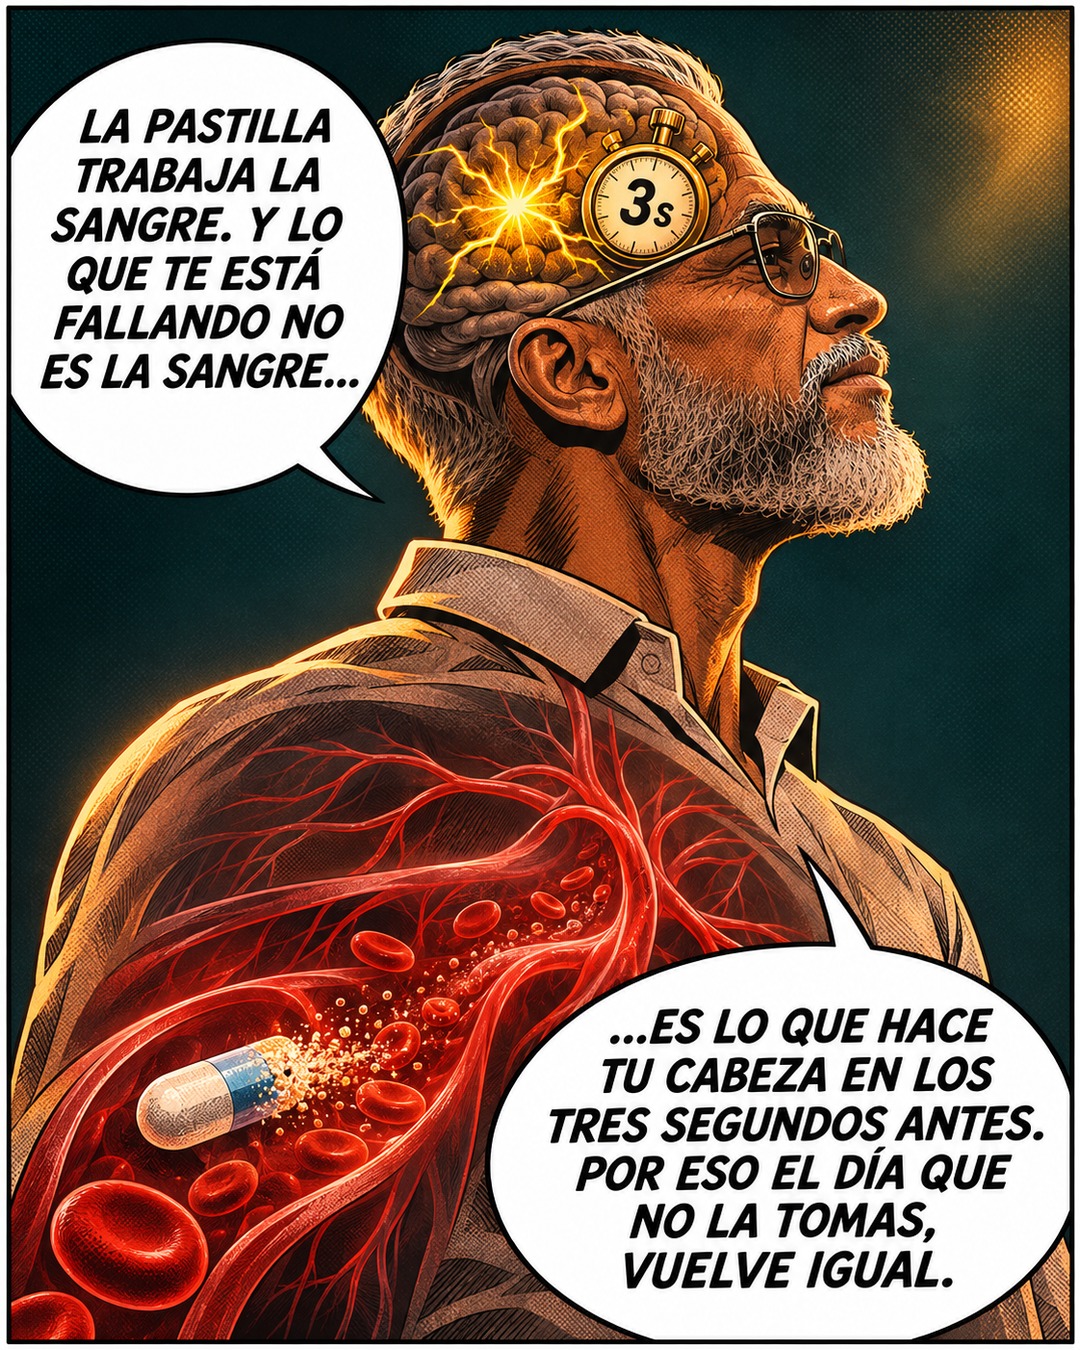 LA PASTILLA
TRABAJA LA
SANGRE. Y LO
QUE TE ESTÁ
FALLANDO NO
ES LA SANGRE...
3s
...ES LO QUE HACE
TU CABEZA EN LOS
TRES SEGUNDOS ANTES.
POR ESO EL DÍA QUE
NO LA TOMAS,
VUELVE IGUAL.